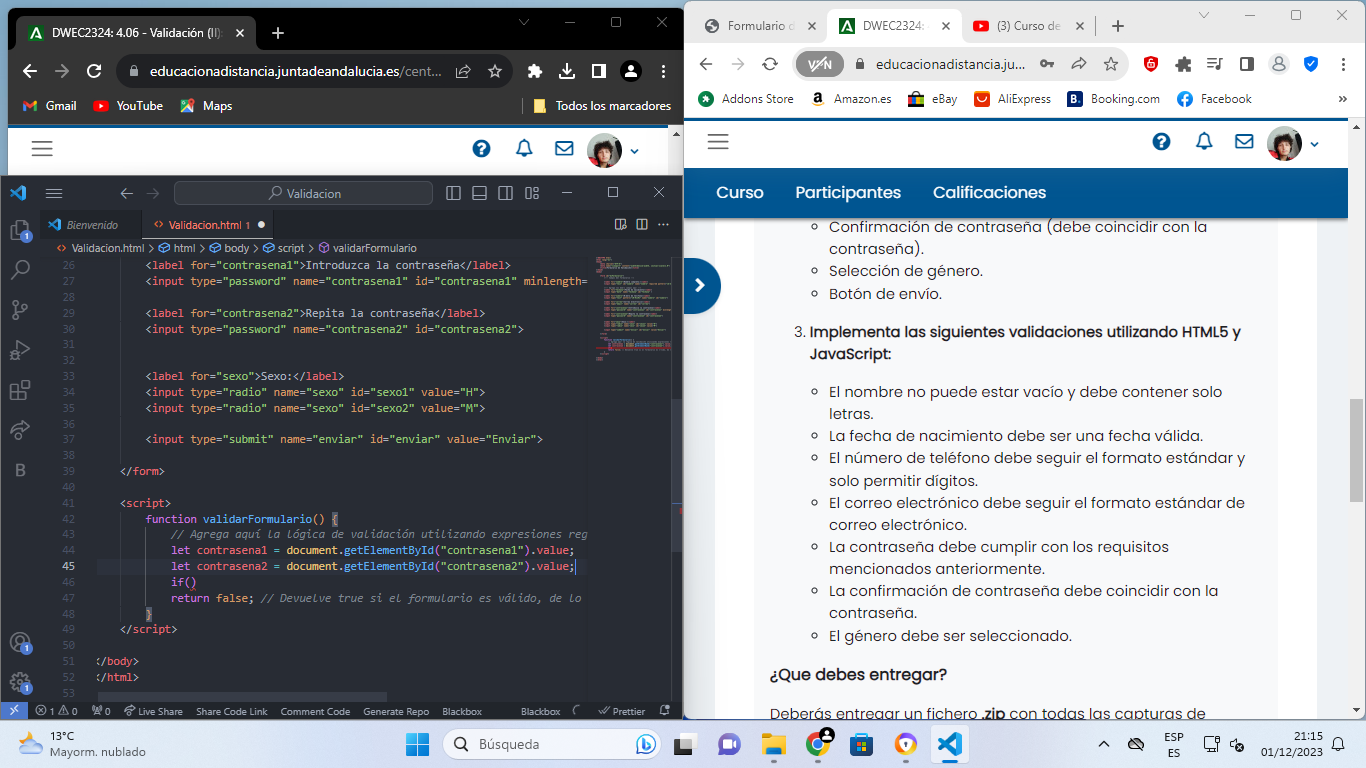 DWEC2324: 4.06 - Validación (II):
educacionadistancia.juntadeandalucia.es/cent…
Gmail
YouTube
Maps
Todos los marcadores
Validacion
Bienvenido
Validacion.html 1
Validacion.html > html > body > script > validarFormulario
26 <label for="contrasena1">Introduzca la contraseña</label>
27 <input type="password" name="contrasena1" id="contrasena1" minlength=
28
29 <label for="contrasena2">Repita la contraseña</label>
30 <input type="password" name="contrasena2" id="contrasena2">
31
32
33 <label for="sexo">Sexo:</label>
34 <input type="radio" name="sexo" id="sexo1" value="H">
35 <input type="radio" name="sexo" id="sexo2" value="M">
36
37 <input type="submit" name="enviar" id="enviar" value="Enviar">
38
39 </form>
40
41 <script>
42 function validarFormulario() {
43 // Agrega aquí la lógica de validación utilizando expresiones reg
44 let contrasena1 = document.getElementById("contrasena1").value;
45 let contrasena2 = document.getElementById("contrasena2").value;
46 if()
47 return false; // Devuelve true si el formulario es válido, de lo
48 }
49 </script>
50
51 </body>
52 </html>
53
1 0 0 Live Share Share Code Link Comment Code Generate Repo Blackbox Blackbox Prettier
Formulario d
DWEC2324:
(3) Curso de
VPN
educacionadistancia.ju…
Addons Store
Amazon.es
eBay
AliExpress
Booking.com
Facebook
Curso Participantes Calificaciones
Confirmación de contraseña (debe coincidir con la
contraseña).
Selección de género.
Botón de envío.
3. Implementa las siguientes validaciones utilizando HTML5 y
JavaScript:
El nombre no puede estar vacío y debe contener solo
letras.
La fecha de nacimiento debe ser una fecha válida.
El número de teléfono debe seguir el formato estándar y
solo permitir dígitos.
El correo electrónico debe seguir el formato estándar de
correo electrónico.
La contraseña debe cumplir con los requisitos
mencionados anteriormente.
La confirmación de contraseña debe coincidir con la
contraseña.
El género debe ser seleccionado.
¿Que debes entregar?
Deberás entregar un fichero .zip con todas las capturas de
13°C
Mayorm. nublado
Búsqueda
ESP
ES
21:15
01/12/2023